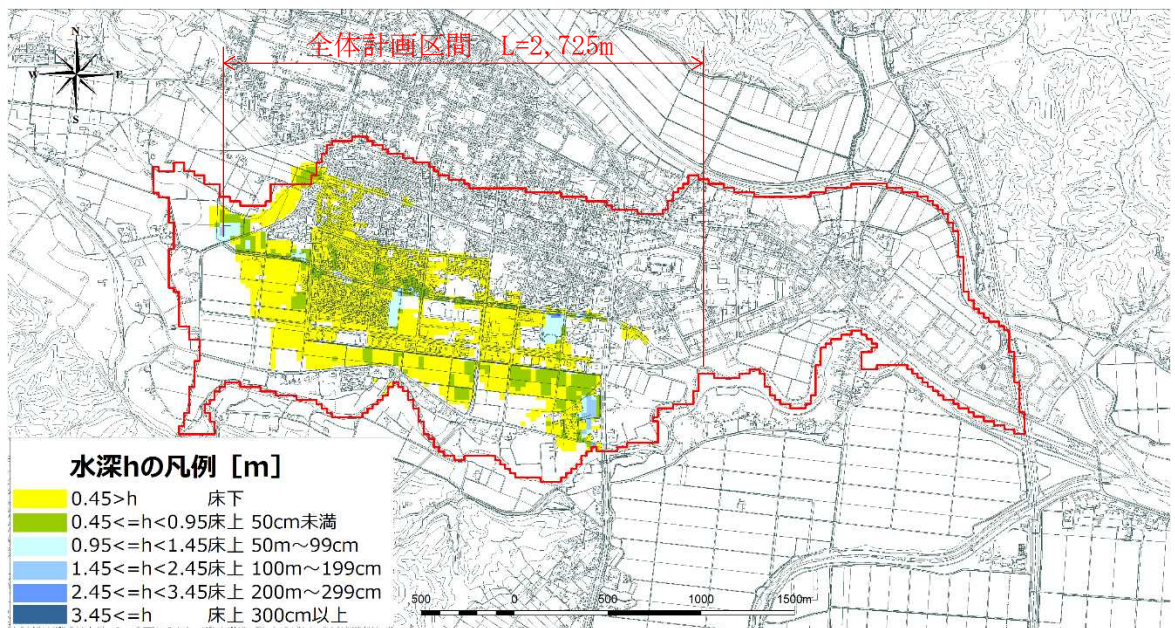 全体計画区間 L=2,725m
N
W
E
S
水深hの凡例 [m]
0.45>h 床下
0.45<=h<0.95床上 50cm未満
0.95<=h<1.45床上 50m～99cm
1.45<=h<2.45床上 100m～199cm
2.45<=h<3.45床上 200m～299cm
3.45<=h 床上 300cm以上
500 0 500 1000 1500m